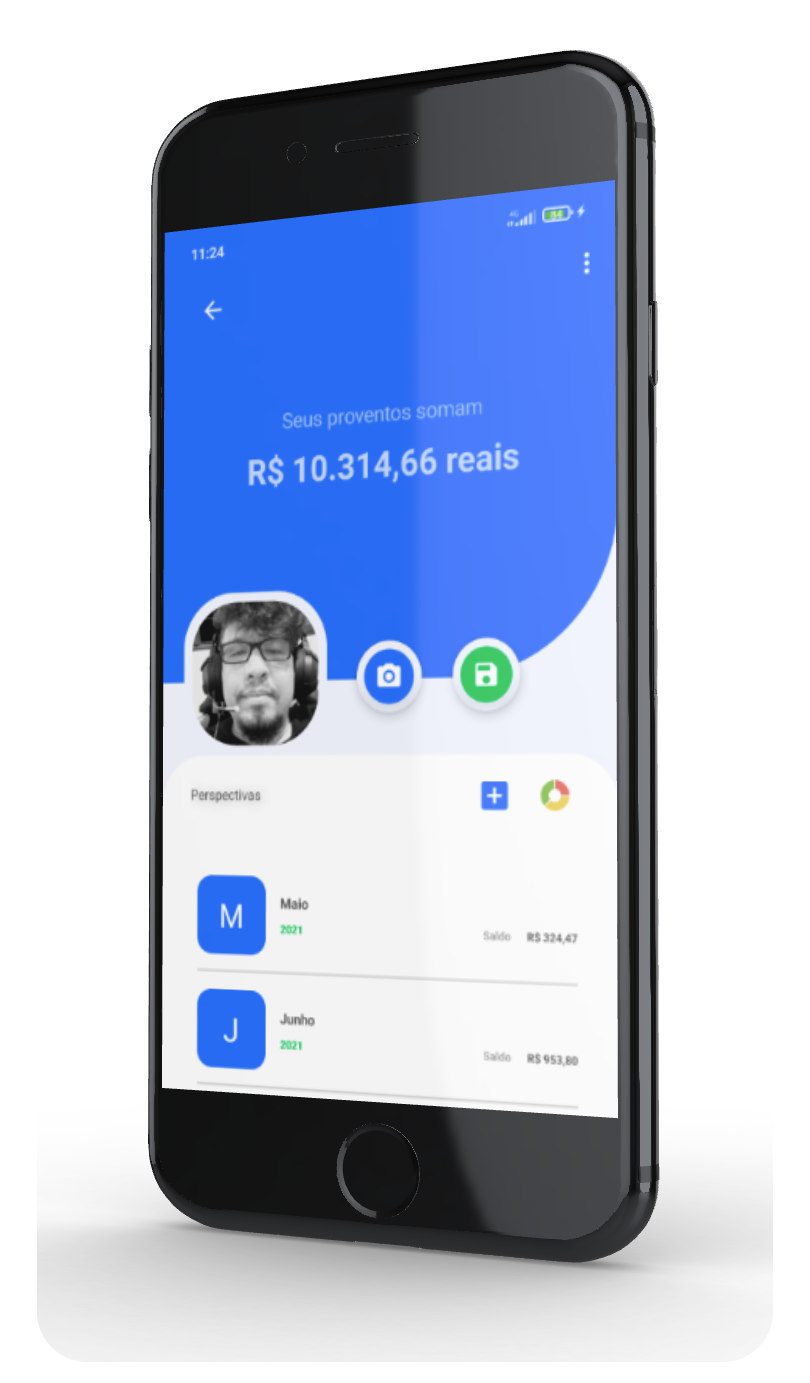 11:24
4G
84
Seus proventos somam
R$ 10.314,66 reais
Perspectivas
M
Maio
2021
Saldo R$ 324,47
J
Junho
2021
Saldo R$ 953,80